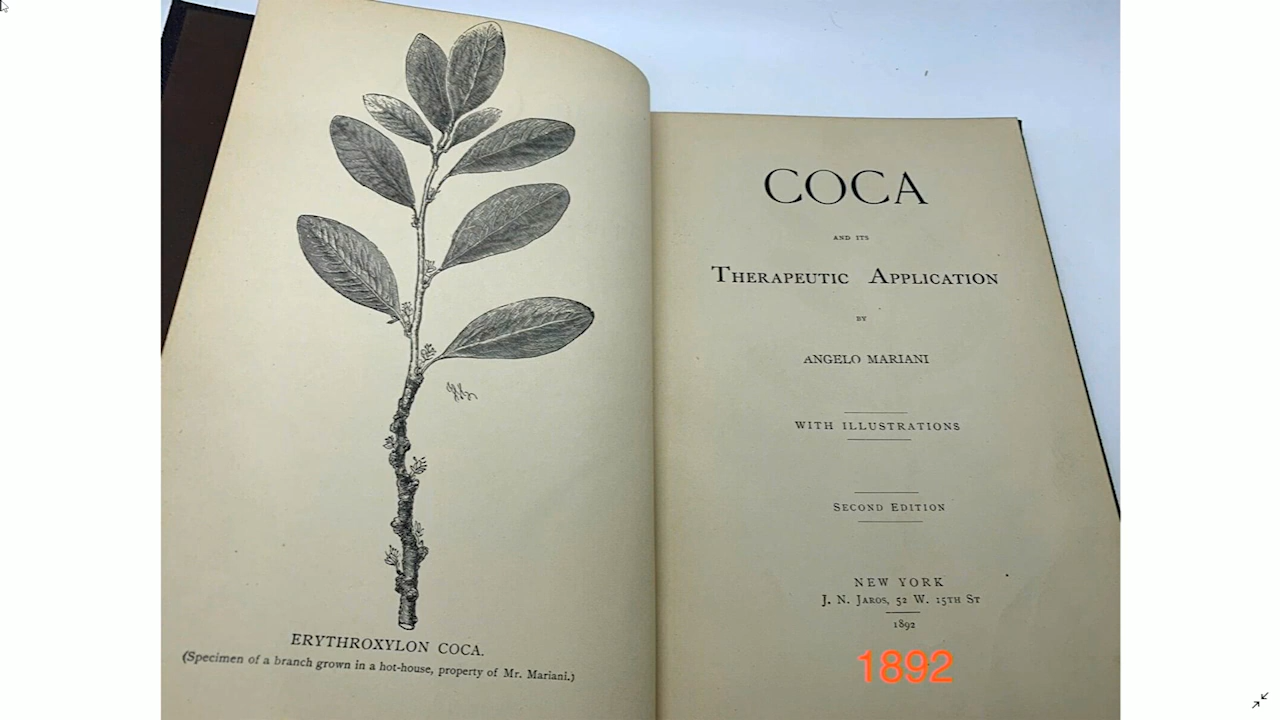 ERYTHROXYLON COCA.
(Specimen of a branch grown in a hot-house, property of Mr. Mariani.)
COCA
AND ITS
THERAPEUTIC APPLICATION
BY
ANGELO MARIANI
WITH ILLUSTRATIONS
SECOND EDITION
NEW YORK
J. N. JAROS, 52 W. 15TH ST
1892
1892